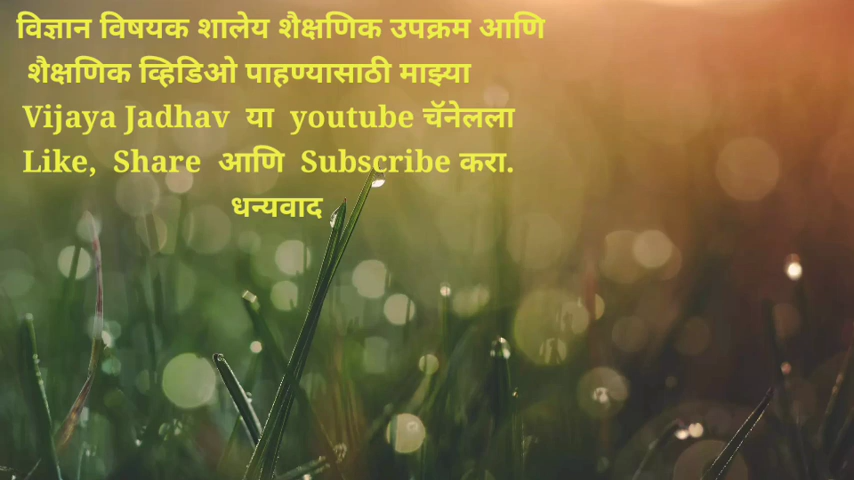 विज्ञान विषयक शालेय शैक्षणिक उपक्रम आणि
शैक्षणिक व्हिडिओ पाहण्यासाठी माझ्या
Vijaya Jadhav या youtube चॅनेलला
Like, Share आणि Subscribe करा.
धन्यवाद